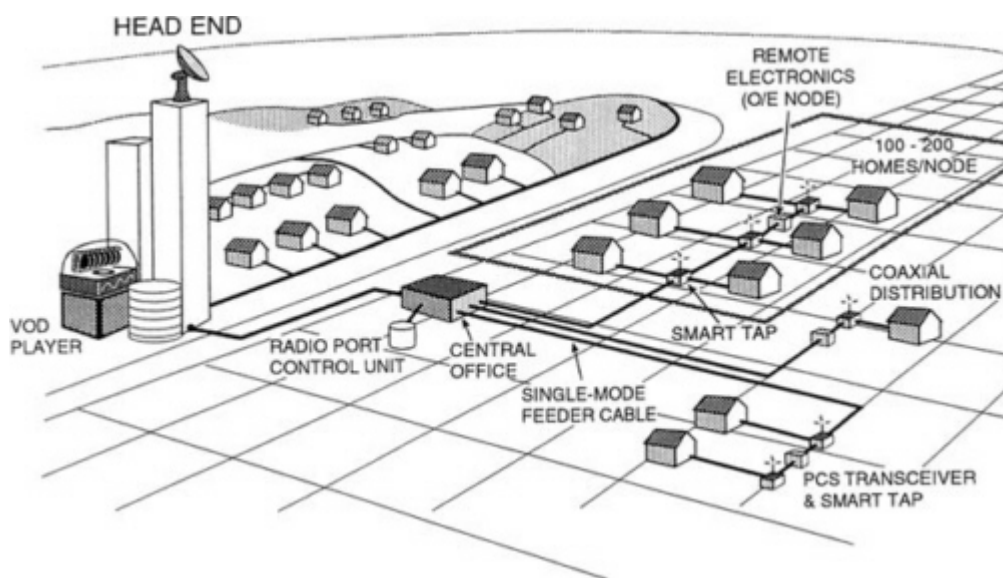 HEAD END
REMOTE
ELECTRONICS
(O/E NODE)
100 - 200
HOMES/NODE
COAXIAL
DISTRIBUTION
SMART TAP
VOD
PLAYER
RADIO PORT
CONTROL UNIT
CENTRAL
OFFICE
SINGLE-MODE
FEEDER CABLE
PCS TRANSCEIVER
& SMART TAP